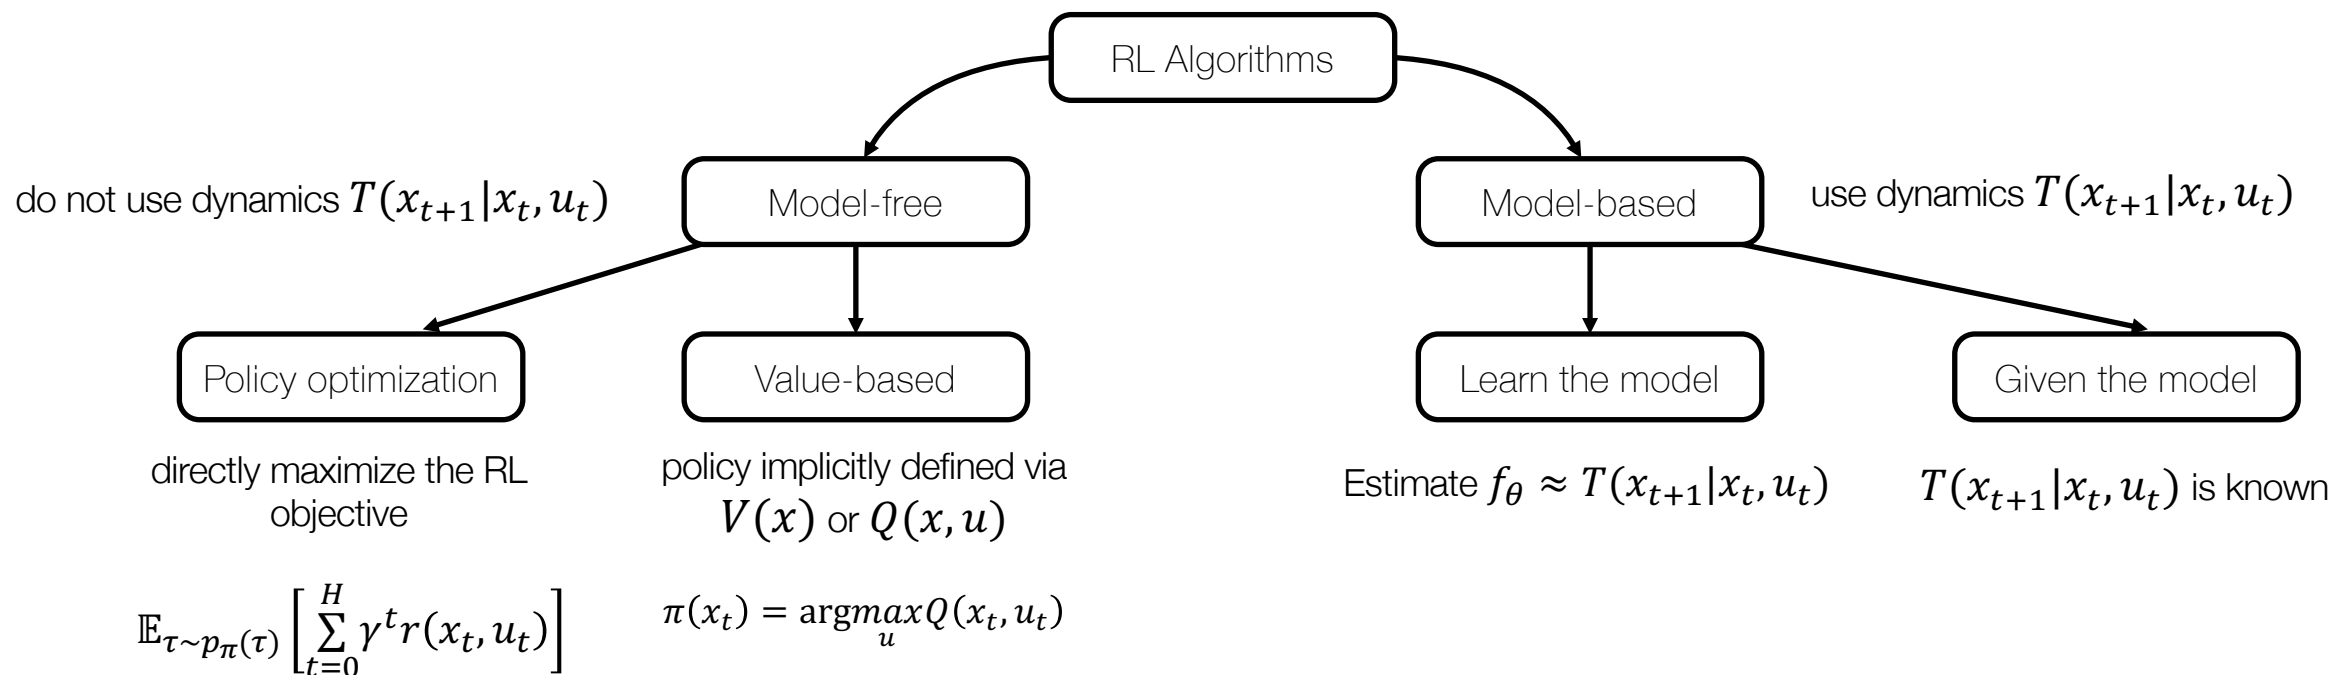 RL Algorithms
do not use dynamics T(x_{t+1}|x_t, u_t)
Model-free
Model-based
use dynamics T(x_{t+1}|x_t, u_t)
Policy optimization
Value-based
Learn the model
Given the model
directly maximize the RL
objective
policy implicitly defined via
V(x) or Q(x, u)
Estimate f_θ ≈ T(x_{t+1}|x_t, u_t)
T(x_{t+1}|x_t, u_t) is known
𝔼_{τ~p_π(τ)} [∑_{t=0}^{H} γ^t r(x_t, u_t)]
π(x_t) = argmax_u Q(x_t, u_t)